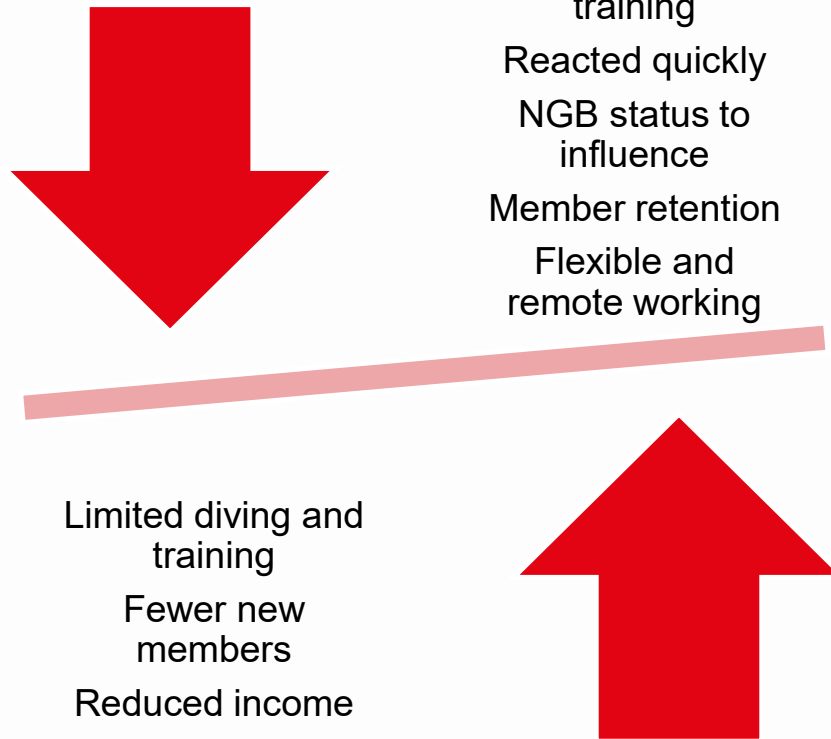 training
Reacted quickly
NGB status to
influence
Member retention
Flexible and
remote working
Limited diving and
training
Fewer new
members
Reduced income